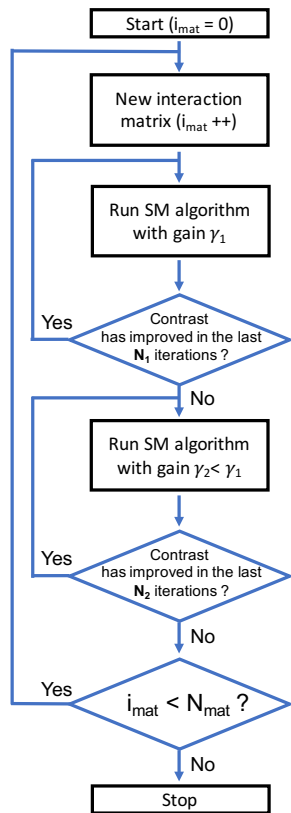 Start (i_mat = 0)
New interaction
matrix (i_mat ++)
Run SM algorithm
with gain γ₁
Contrast
has improved in the last
N₁ iterations ?
Yes
No
Run SM algorithm
with gain γ₂< γ₁
Contrast
has improved in the last
N₂ iterations ?
Yes
No
Yes
i_mat < N_mat ?
No
Stop